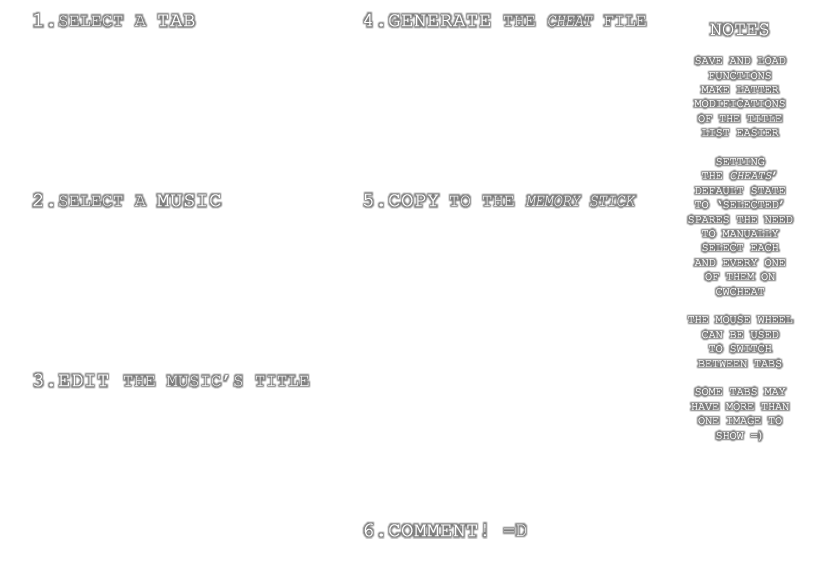 1.SELECT A TAB
2.SELECT A MUSIC
3.EDIT THE MUSIC'S TITLE
4.GENERATE THE CHEAT FILE
5.COPY TO THE MEMORY STICK
6.COMMENT! =D
NOTES
SAVE AND LOAD
FUNCTIONS
MAKE LATTER
MODIFICATIONS
OF THE TITLE
LIST EASIER
SETTING
THE CHEATS'
DEFAULT STATE
TO 'SELECTED'
SPARES THE NEED
TO MANUALLY
SELECT EACH
AND EVERY ONE
OF THEM ON
CWCHEAT
THE MOUSE WHEEL
CAN BE USED
TO SWITCH
BETWEEN TABS
SOME TABS MAY
HAVE MORE THAN
ONE IMAGE TO
SHOW =)